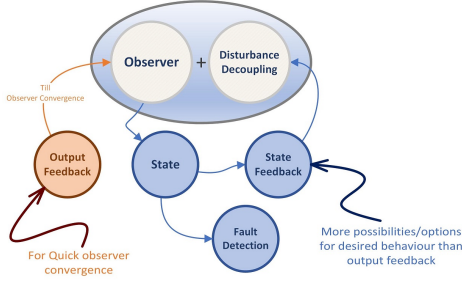 Observer
+
Disturbance
Decoupling
Till
Observer Convergence
Output
Feedback
State
State
Feedback
Fault
Detection
For Quick observer
convergence
More possibilities/options
for desired behaviour than
output feedback